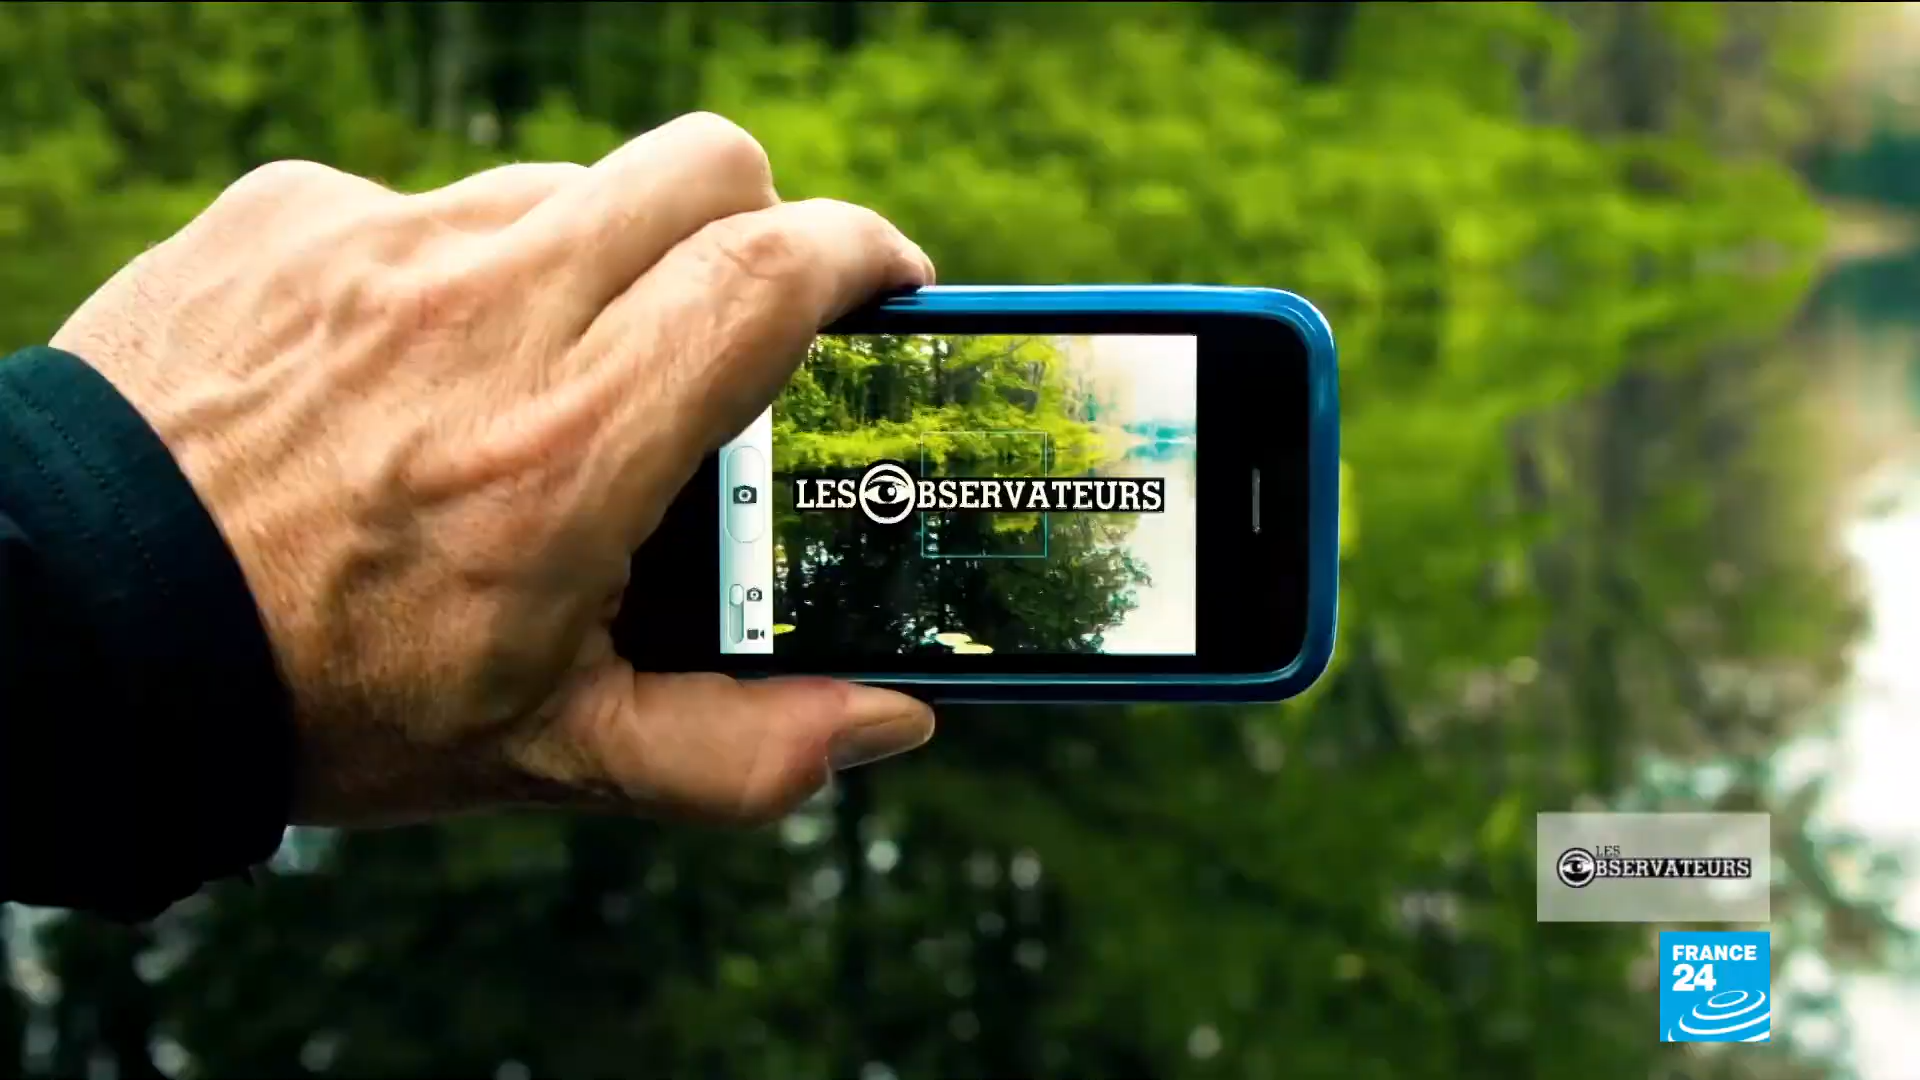 LES OBSERVATEURS
LES
OBSERVATEURS
FRANCE
24